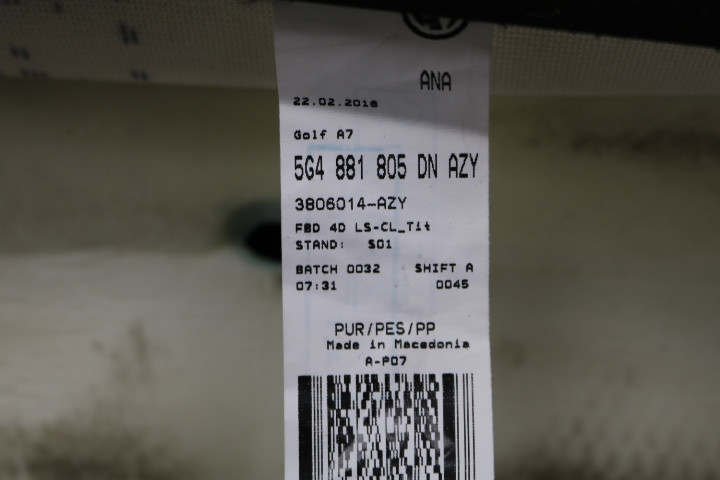 ANA
22.02.2016
Golf A7
5G4 881 805 DN AZY
3806014-AZY
FBD 4D LS-CL_Tit
STAND: S01
BATCH 0032 SHIFT A
07:31 0045
PUR/PES/PP
Made in Macedonia
A-P07